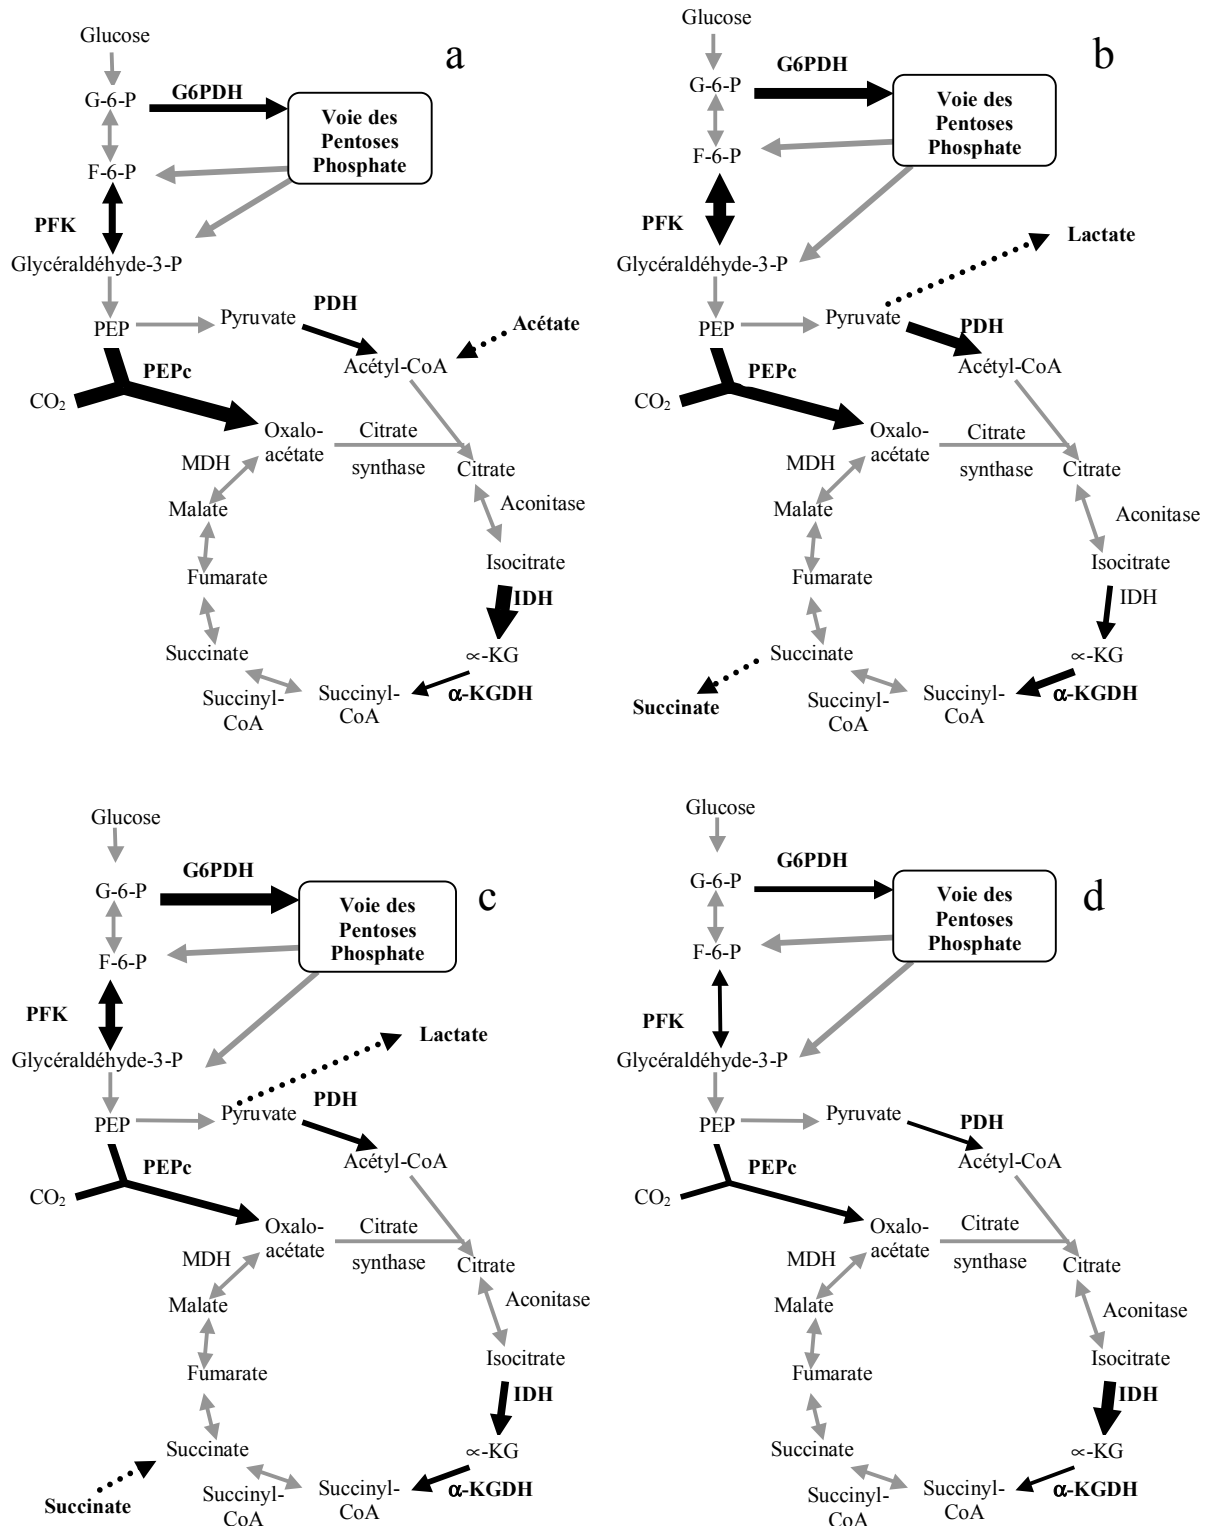 Glucose
a
G6PDH
G-6-P
Voie des
Pentoses
Phosphate
F-6-P
PFK
Glycéraldéhyde-3-P
PDH
Pyruvate
Acétate
PEP
Acétyl-CoA
PEPc
CO₂
Oxalo-
acétate
Citrate
synthase
MDH
Citrate
Malate
Aconitase
Isocitrate
Fumarate
IDH
Succinate
∝-KG
Succinyl-
CoA
Succinyl-
CoA
α-KGDH
Glucose
b
G6PDH
G-6-P
Voie des
Pentoses
Phosphate
F-6-P
PFK
Lactate
Glycéraldéhyde-3-P
Pyruvate
PDH
PEP
Acétyl-CoA
PEPc
CO₂
Oxalo-
acétate
Citrate
synthase
MDH
Citrate
Malate
Aconitase
Isocitrate
Fumarate
IDH
Succinate
∝-KG
Succinate
Succinyl-
CoA
Succinyl-
CoA
α-KGDH
Glucose
c
G6PDH
G-6-P
Voie des
Pentoses
Phosphate
F-6-P
PFK
Lactate
Glycéraldéhyde-3-P
PDH
Pyruvate
PEP
Acétyl-CoA
PEPc
CO₂
Oxalo-
acétate
Citrate
synthase
MDH
Citrate
Malate
Aconitase
Isocitrate
Fumarate
IDH
Succinate
∝-KG
Succinate
Succinyl-
CoA
Succinyl-
CoA
α-KGDH
Glucose
d
G6PDH
G-6-P
Voie des
Pentoses
Phosphate
F-6-P
PFK
Glycéraldéhyde-3-P
Pyruvate
PDH
PEP
Acétyl-CoA
PEPc
CO₂
Oxalo-
acétate
Citrate
synthase
MDH
Citrate
Malate
Aconitase
Isocitrate
Fumarate
IDH
Succinate
∝-KG
Succinyl-
CoA
Succinyl-
CoA
α-KGDH